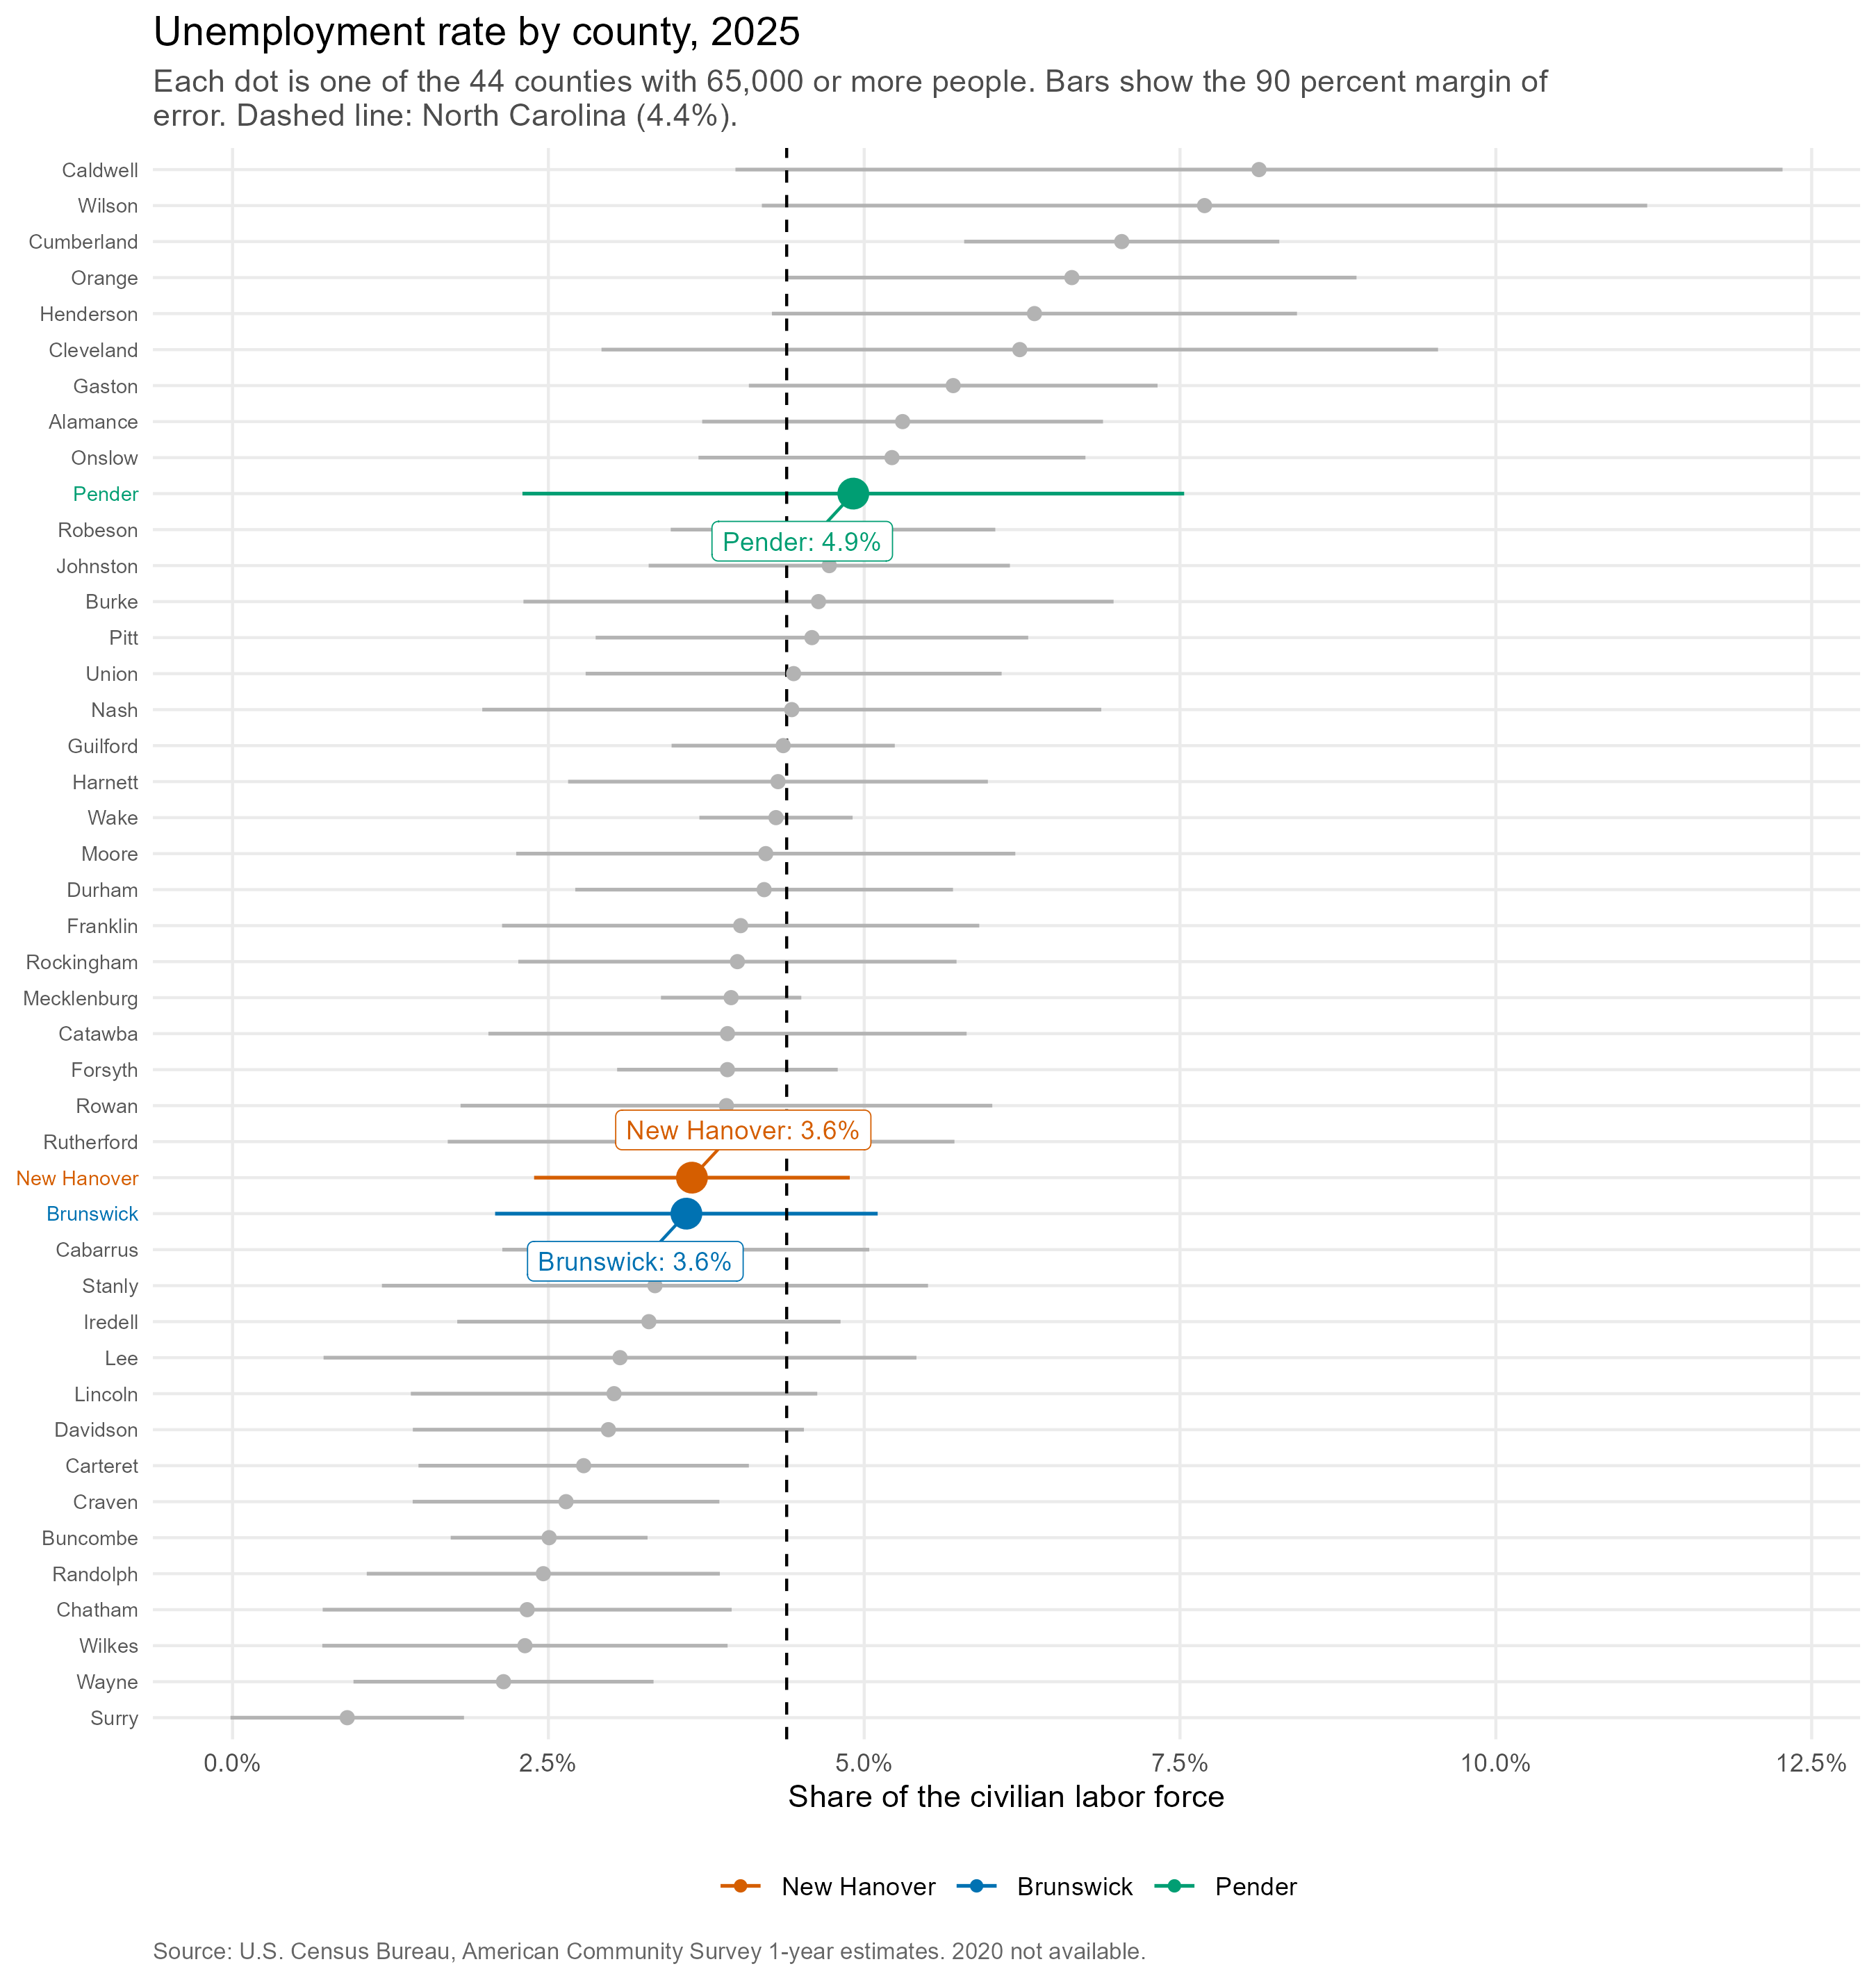 Unemployment rate by county, 2025
Each dot is one of the 44 counties with 65,000 or more people. Bars show the 90 percent margin of
error. Dashed line: North Carolina (4.4%).
Caldwell
Wilson
Cumberland
Orange
Henderson
Cleveland
Gaston
Alamance
Onslow
Pender
Robeson
Pender: 4.9%
Johnston
Burke
Pitt
Union
Nash
Guilford
Harnett
Wake
Moore
Durham
Franklin
Rockingham
Mecklenburg
Catawba
Forsyth
Rowan
New Hanover: 3.6%
Rutherford
New Hanover
Brunswick
Cabarrus
Brunswick: 3.6%
Stanly
Iredell
Lee
Lincoln
Davidson
Carteret
Craven
Buncombe
Randolph
Chatham
Wilkes
Wayne
Surry
0.0% 2.5% 5.0% 7.5% 10.0% 12.5%
Share of the civilian labor force
New Hanover Brunswick Pender
Source: U.S. Census Bureau, American Community Survey 1-year estimates. 2020 not available.